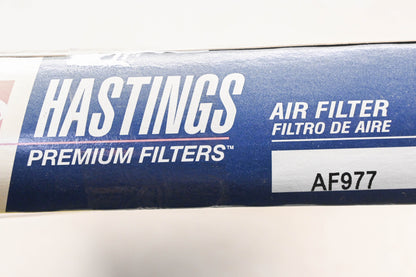 HASTINGS
PREMIUM FILTERS™
AIR FILTER
FILTRO DE AIRE
AF977